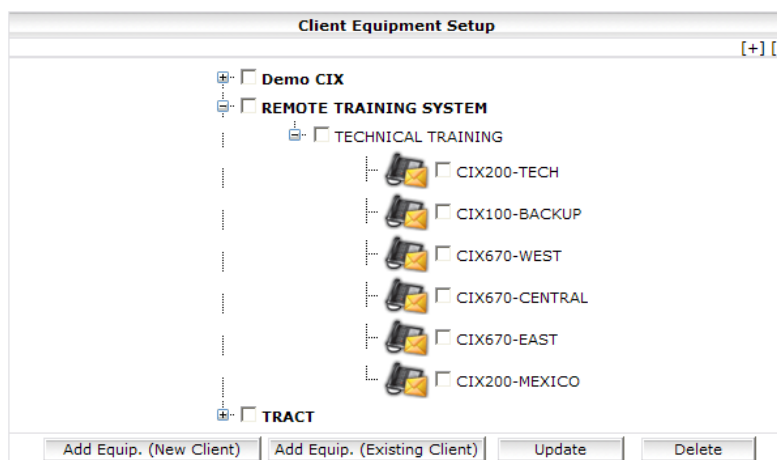 Client Equipment Setup
[+] [
Demo CIX
REMOTE TRAINING SYSTEM
TECHNICAL TRAINING
CIX200-TECH
CIX100-BACKUP
CIX670-WEST
CIX670-CENTRAL
CIX670-EAST
CIX200-MEXICO
TRACT
Add Equip. (New Client) Add Equip. (Existing Client) Update Delete